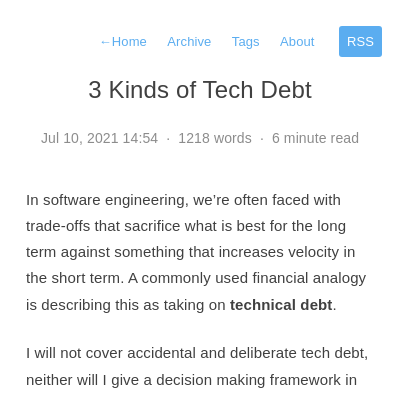 ←Home Archive Tags About RSS
3 Kinds of Tech Debt
Jul 10, 2021 14:54 · 1218 words · 6 minute read
In software engineering, we're often faced with
trade-offs that sacrifice what is best for the long
term against something that increases velocity in
the short term. A commonly used financial analogy
is describing this as taking on technical debt.
I will not cover accidental and deliberate tech debt,
neither will I give a decision making framework in